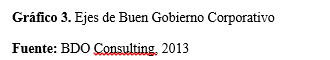 Gráfico 3. Ejes de Buen Gobierno Corporativo
Fuente: BDO Consulting, 2013